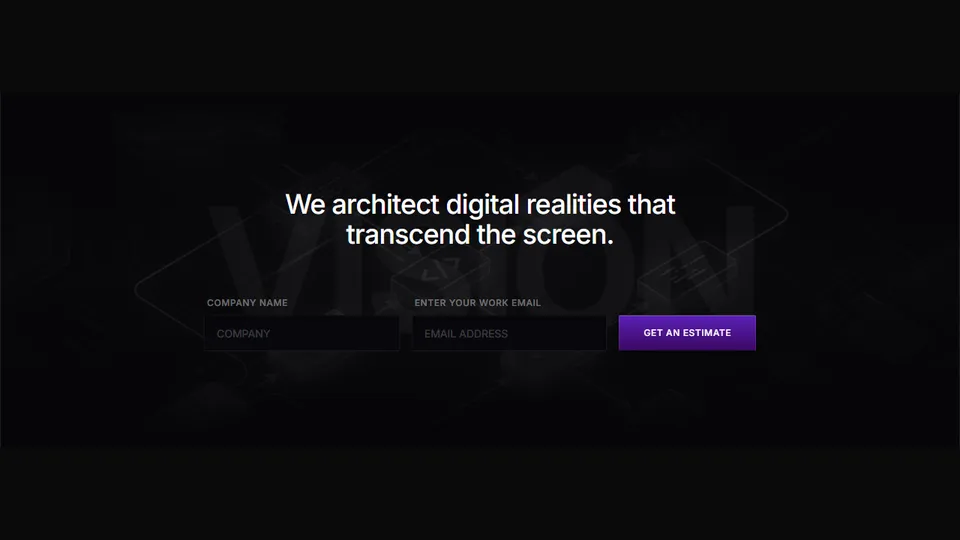 VISION
We architect digital realities that
transcend the screen.
COMPANY NAME
ENTER YOUR WORK EMAIL
COMPANY
EMAIL ADDRESS
GET AN ESTIMATE